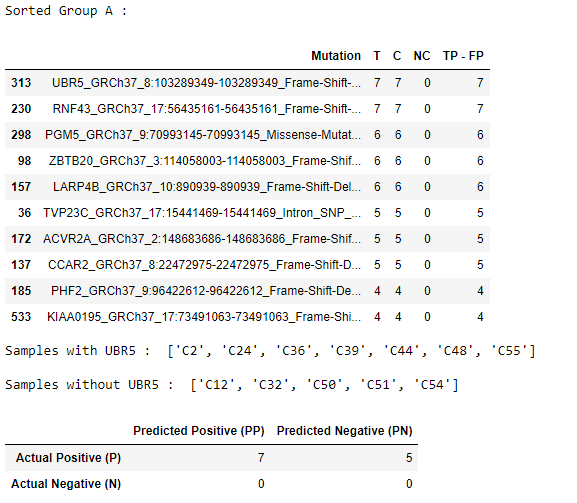 Sorted Group A :
Mutation T C NC TP - FP
313 UBR5_GRCh37_8:103289349-103289349_Frame-Shift-... 7 7 0 7
230 RNF43_GRCh37_17:56435161-56435161_Frame-Shift-... 7 7 0 7
298 PGM5_GRCh37_9:70993145-70993145_Missense-Mutat... 6 6 0 6
98 ZBTB20_GRCh37_3:114058003-114058003_Frame-Shif... 6 6 0 6
157 LARP4B_GRCh37_10:890939-890939_Frame-Shift-Del... 6 6 0 6
36 TVP23C_GRCh37_17:15441469-15441469_Intron_SNP_... 5 5 0 5
172 ACVR2A_GRCh37_2:148683686-148683686_Frame-Shif... 5 5 0 5
137 CCAR2_GRCh37_8:22472975-22472975_Frame-Shift-D... 5 5 0 5
185 PHF2_GRCh37_9:96422612-96422612_Frame-Shift-De... 4 4 0 4
533 KIAA0195_GRCh37_17:73491063-73491063_Frame-Shi... 4 4 0 4
Samples with UBR5 :  ['C2', 'C24', 'C36', 'C39', 'C44', 'C48', 'C55']
Samples without UBR5 :  ['C12', 'C32', 'C50', 'C51', 'C54']
Predicted Positive (PP) Predicted Negative (PN)
Actual Positive (P) 7 5
Actual Negative (N) 0 0